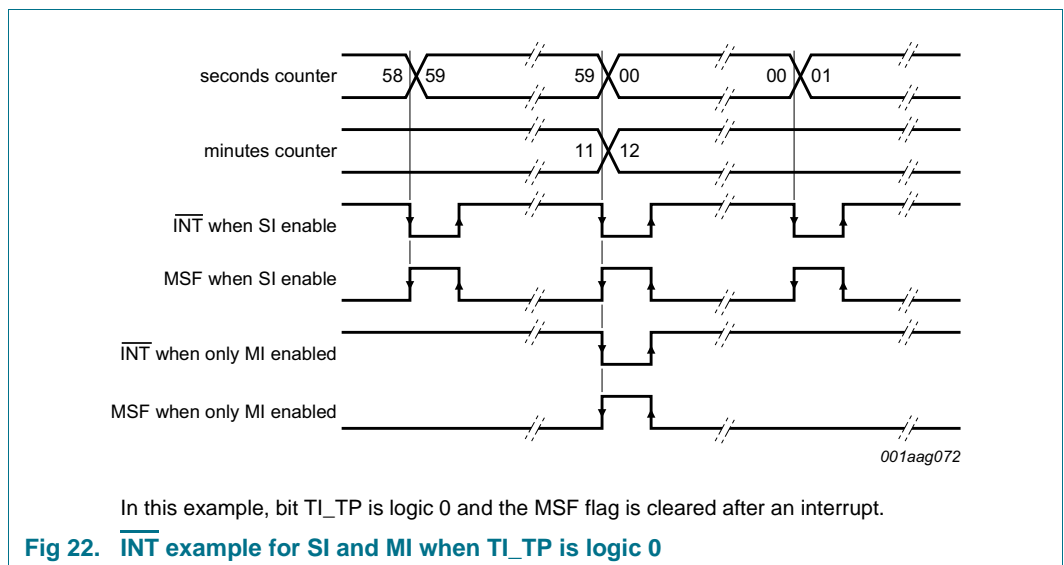 seconds counter 58 59 59 00 00 01
minutes counter 11 12
INT when SI enable
MSF when SI enable
INT when only MI enabled
MSF when only MI enabled
001aag072
In this example, bit TI_TP is logic 0 and the MSF flag is cleared after an interrupt.
Fig 22. INT example for SI and MI when TI_TP is logic 0